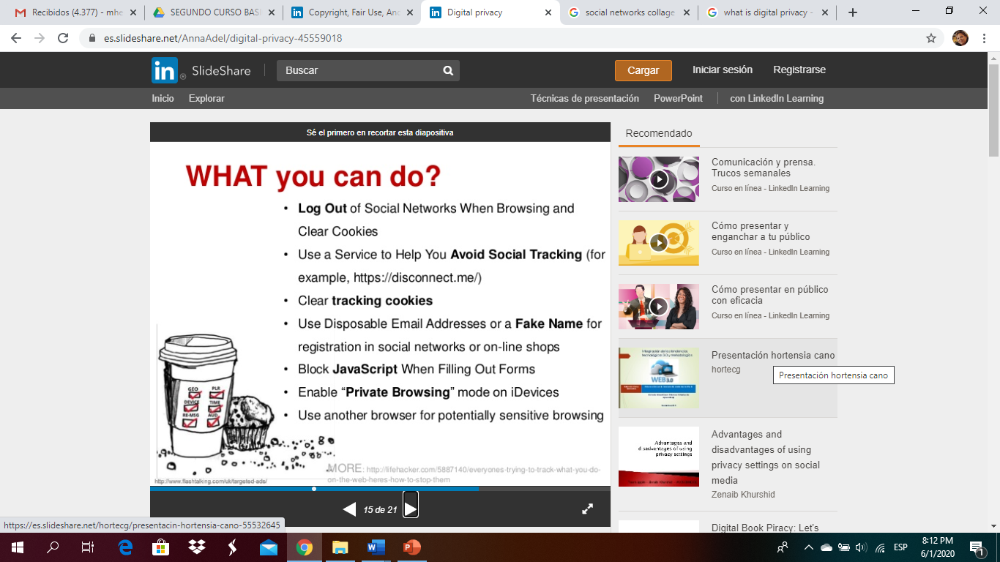 Recibidos (4.377) - mhe
SEGUNDO CURSO BAS
Copyright, Fair Use, And
Digital privacy
social networks collage
what is digital privacy -
es.slideshare.net/AnnaAdel/digital-privacy-45559018
in SlideShare
Buscar
Cargar
Iniciar sesión
Registrarse
Inicio
Explorar
Técnicas de presentación
PowerPoint
con LinkedIn Learning
Sé el primero en recortar esta diapositiva
WHAT you can do?
• Log Out of Social Networks When Browsing and
Clear Cookies
• Use a Service to Help You Avoid Social Tracking (for
example, https://disconnect.me/)
• Clear tracking cookies
• Use Disposable Email Addresses or a Fake Name for
registration in social networks or on-line shops
• Block JavaScript When Filling Out Forms
• Enable “Private Browsing” mode on iDevices
• Use another browser for potentially sensitive browsing
GEO PLR
DEVICE TIME
RE-MSG AUD
MORE: http://lifehacker.com/5887140/everyones-trying-to-track-what-you-do-
on-the-web-heres-how-to-stop-them
http://www.flashtalking.com/uk/targeted-ads/
15 de 21
Recomendado
Comunicación y prensa.
Trucos semanales
Curso en línea - LinkedIn Learning
Cómo presentar y
enganchar a tu público
Curso en línea - LinkedIn Learning
Cómo presentar en público
con eficacia
Curso en línea - LinkedIn Learning
Integración de las tendencias
tecnológicas 3.0 y metodologías
WEB 3.0
Presentación hortensia cano
hortecg
Presentación hortensia cano
Advantages and
disadvantages of using
privacy settings
Advantages and
disadvantages of using
privacy settings on social
media
Zenaib Khurshid
Digital Book Piracy: Let's
https://es.slideshare.net/hortecg/presentacin-hortensia-cano-55532645
ESP
8:12 PM
6/1/2020
1